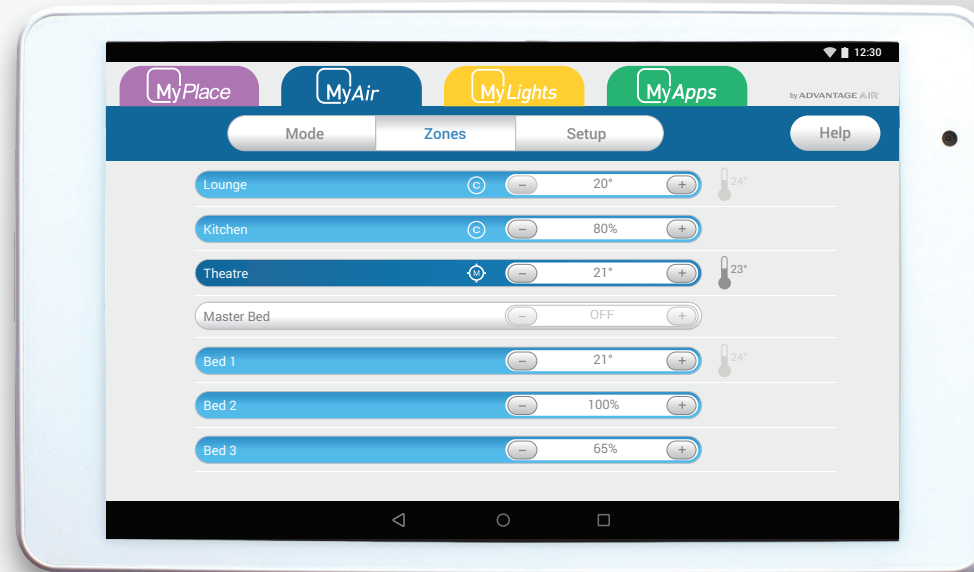 12:30
MyPlace MyAir MyLights MyApps by ADVANTAGE AIR
Mode Zones Setup Help
Lounge C − 20° + 24°
Kitchen C − 80% +
Theatre M − 21° + 23°
Master Bed − OFF +
Bed 1 − 21° + 24°
Bed 2 − 100% +
Bed 3 − 65% +